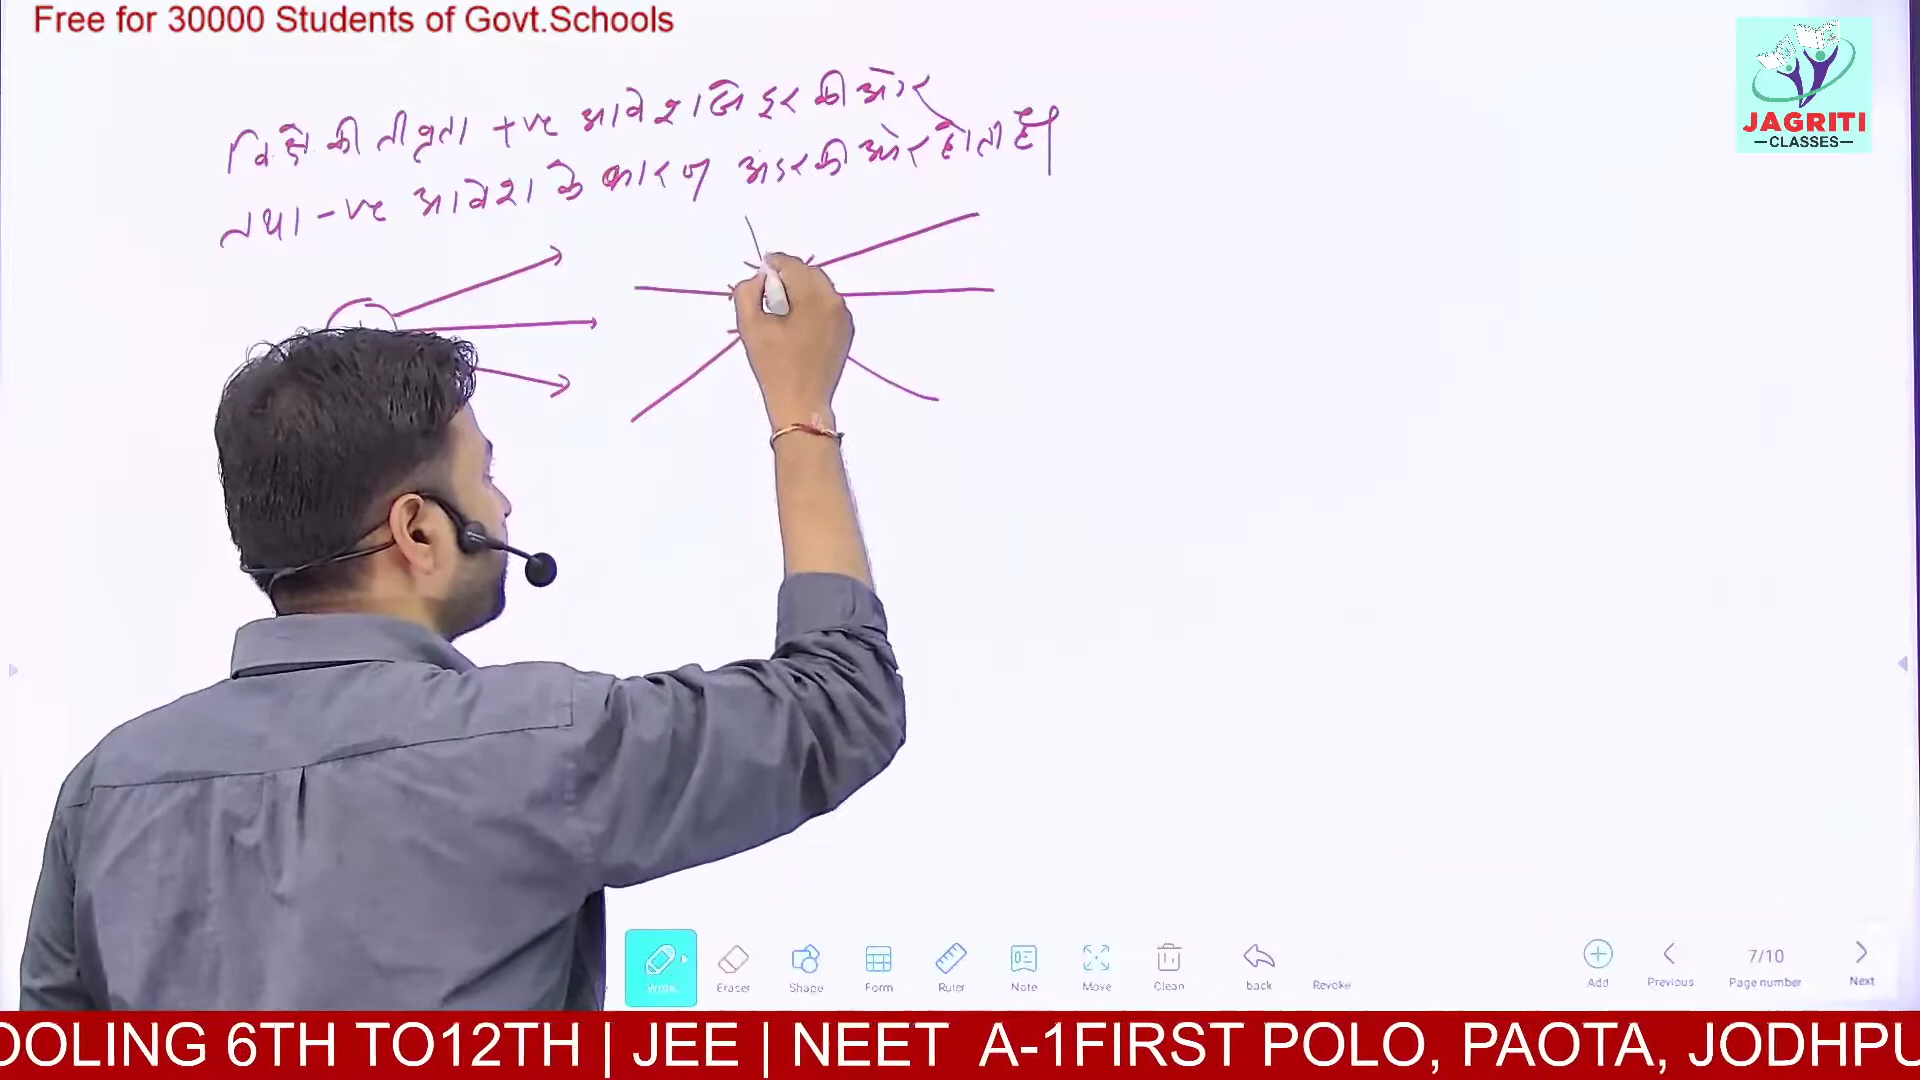 Free for 30000 Students of Govt.Schools
JAGRITI
CLASSES
वि क्षे की तीव्रता +ve आवेश से दूर की ओर
तथा -ve आवेश के कारण अंदर की ओर होती है।
Write
Eraser
Shape
Form
Ruler
Note
Move
Clean
back
Revoke
Add
Previous
7/10
Page number
Next
OOLING 6TH TO12TH | JEE | NEET A-1FIRST POLO, PAOTA, JODHPU